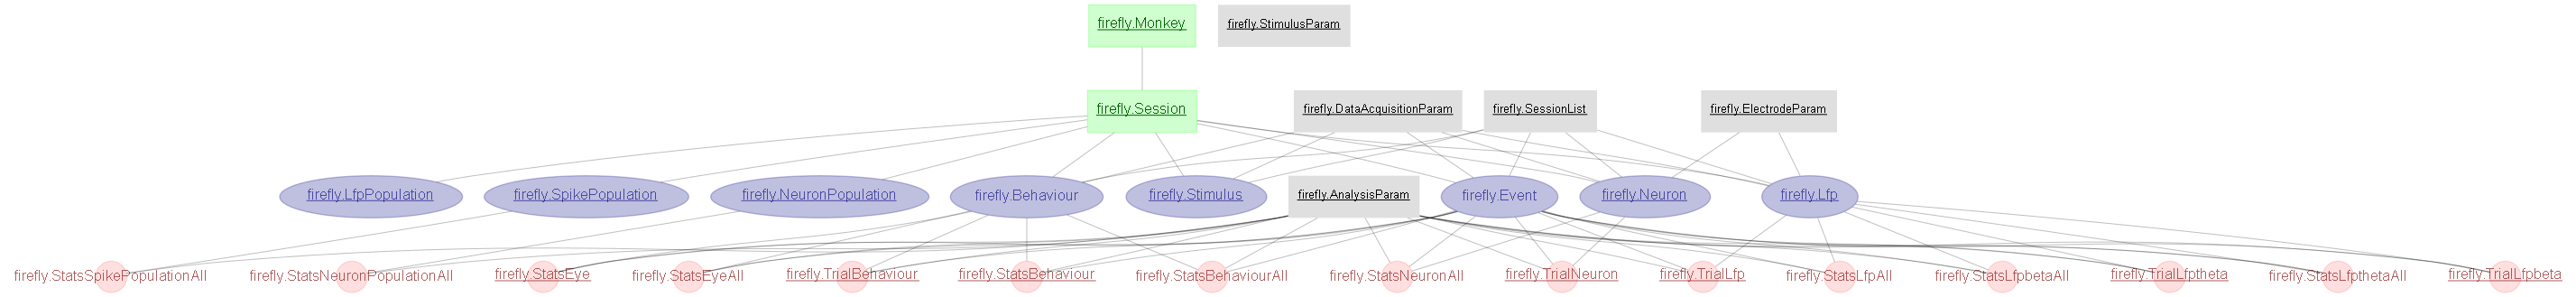 firefly.Monkey
firefly.StimulusParam
firefly.Session
firefly.DataAcquisitionParam
firefly.SessionList
firefly.ElectrodeParam
firefly.LfpPopulation
firefly.SpikePopulation
firefly.NeuronPopulation
firefly.Behaviour
firefly.Stimulus
firefly.AnalysisParam
firefly.Event
firefly.Neuron
firefly.Lfp
firefly.StatsSpikePopulationAll
firefly.StatsNeuronPopulationAll
firefly.StatsEye
firefly.StatsEyeAll
firefly.TrialBehaviour
firefly.StatsBehaviour
firefly.StatsBehaviourAll
firefly.StatsNeuronAll
firefly.TrialNeuron
firefly.TrialLfp
firefly.StatsLfpAll
firefly.StatsLfpbetaAll
firefly.TrialLfptheta
firefly.StatsLfpthetaAll
firefly.TrialLfpbeta